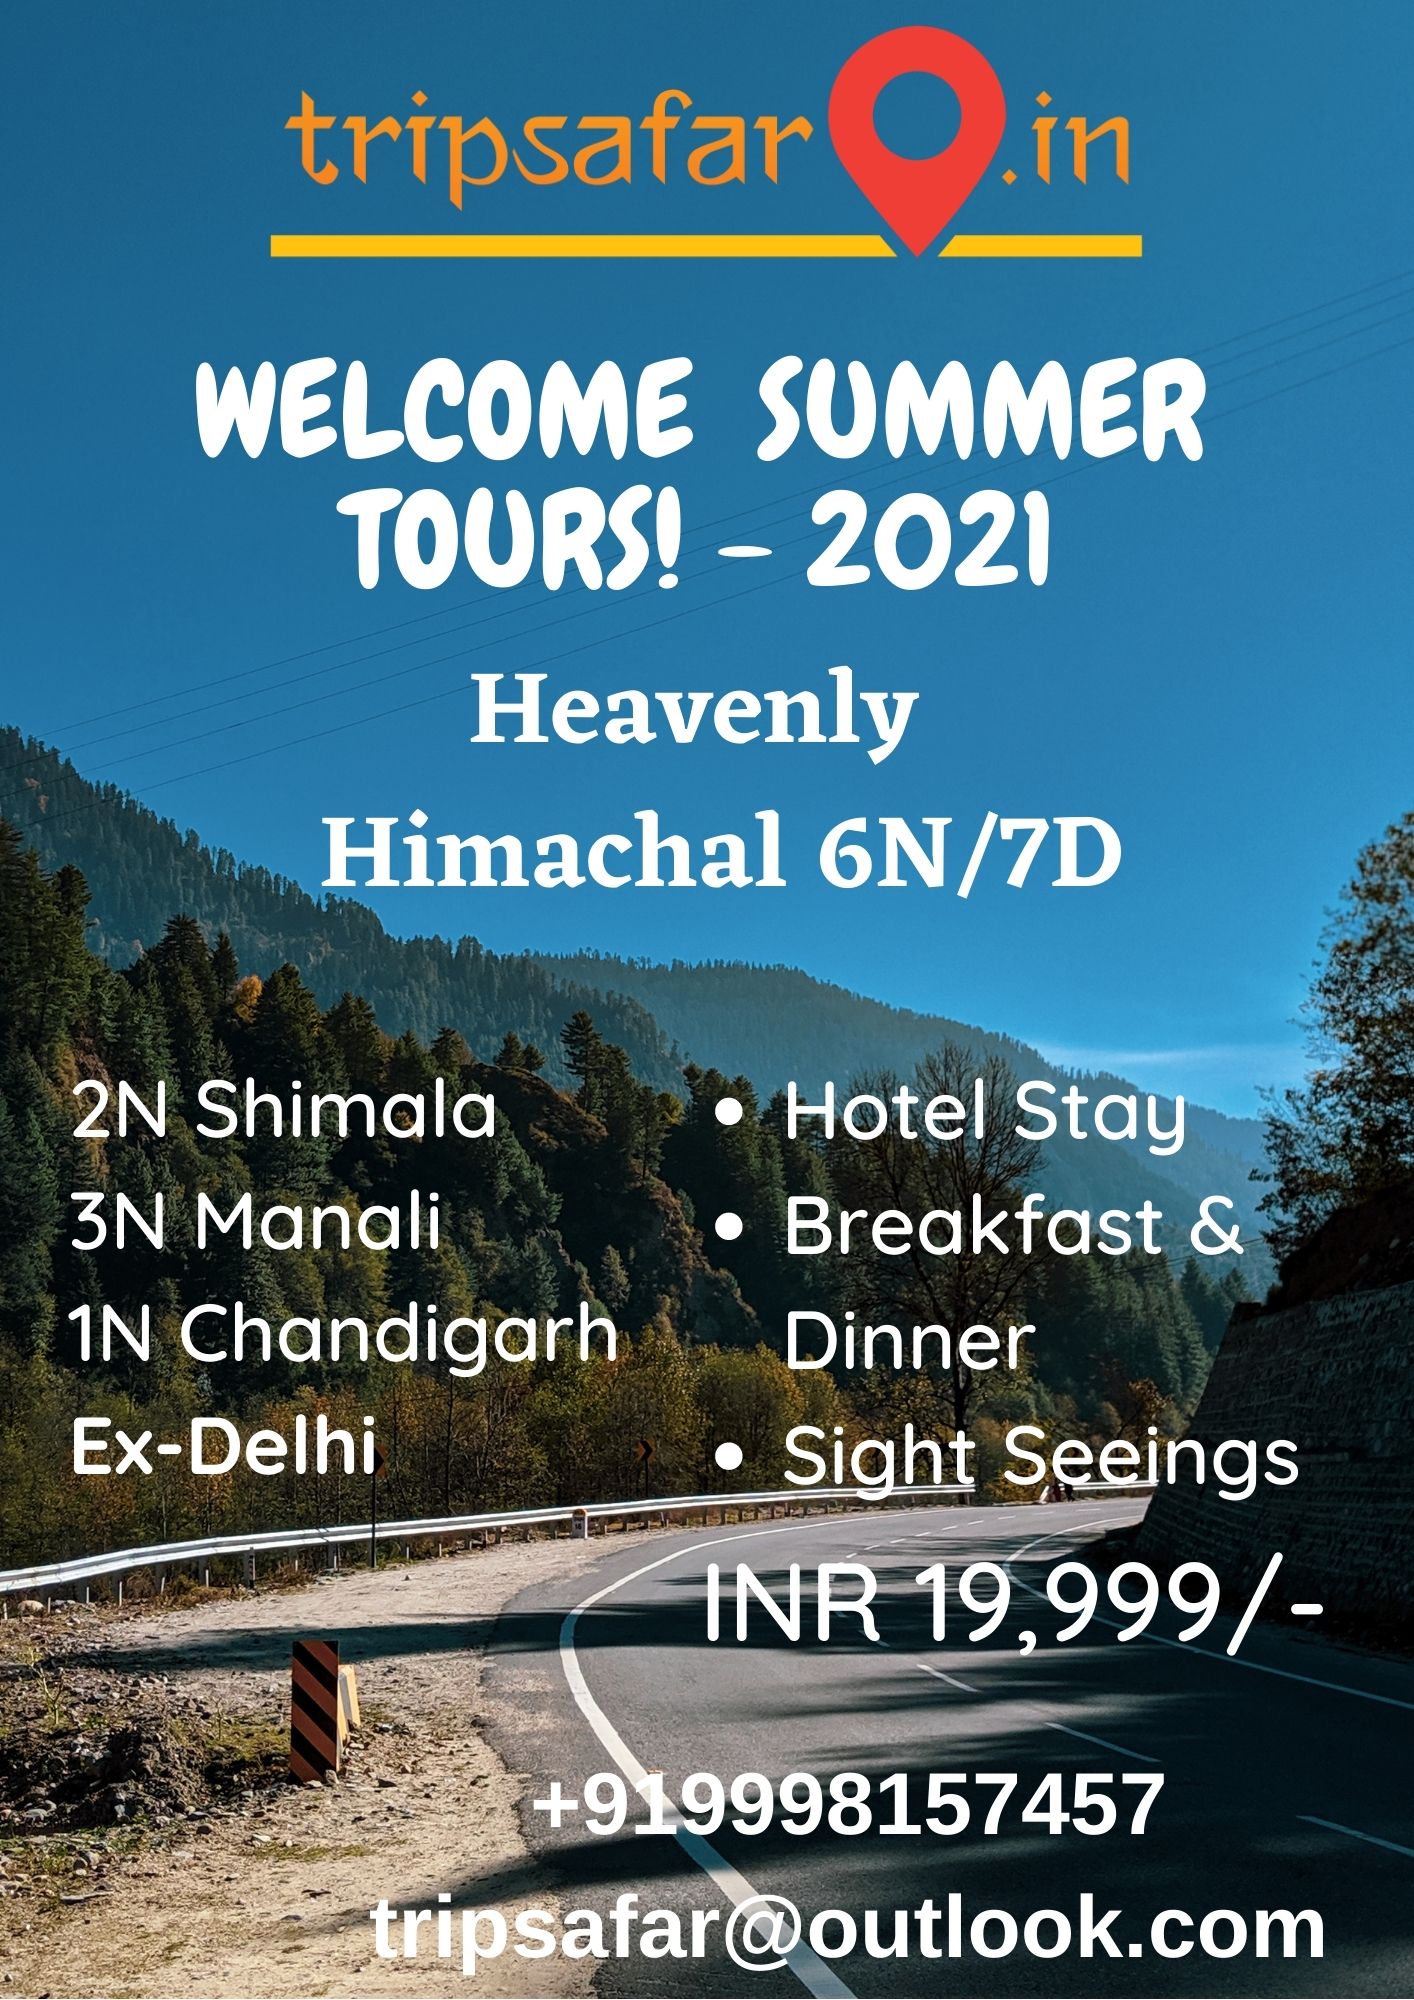 tripsafar.in
WELCOME SUMMER
TOURS! - 2021
Heavenly
Himachal 6N/7D
2N Shimala
3N Manali
1N Chandigarh
Ex-Delhi
• Hotel Stay
• Breakfast &
Dinner
• Sight Seeings
INR 19,999/-
+919998157457
tripsafar@outlook.com